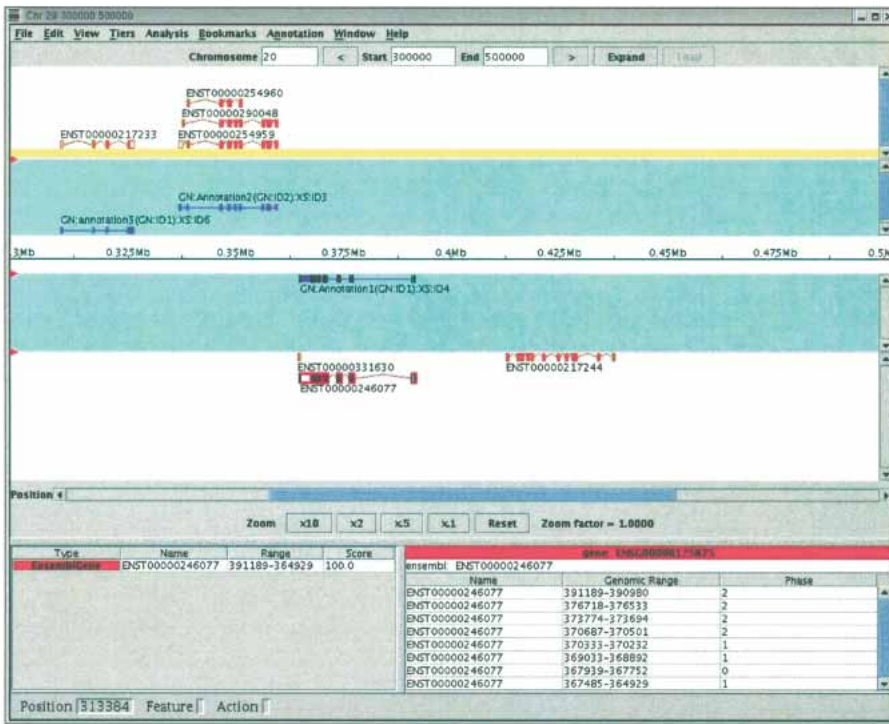 Chr 20 300000 500000
File Edit View Tiers Analysis Bookmarks Annotation Window Help
Chromosome 20 < Start 300000 End 500000 > Expand Load
ENST00000254960
ENST00000290048
ENST00000217233 ENST00000254959
GN:Annotation2(GN:ID2):XS:ID3
GN:annotation3(GN:ID1):XS:ID6
.3Mb 0.325Mb 0.35Mb 0.375Mb 0.4Mb 0.425Mb 0.45Mb 0.475Mb 0.5M
GN:Annotation1(GN:ID1):XS:ID4
ENST00000331630 ENST00000217244
ENST00000246077
Position
Zoom x10 x2 x.5 x.1 Reset Zoom factor = 1.0000
Type Name Range Score
EnsemblGene ENST00000246077 391189-364929 100.0
gene:
ensembl: ENST00000246077
Name Genomic Range Phase
ENST00000246077 391189-390980 2
ENST00000246077 376718-376533 2
ENST00000246077 373774-373694 2
ENST00000246077 370687-370501 2
ENST00000246077 370333-370232 1
ENST00000246077 369033-368892 1
ENST00000246077 367939-367752 0
ENST00000246077 367485-364929 1
Position 313384 Feature Action